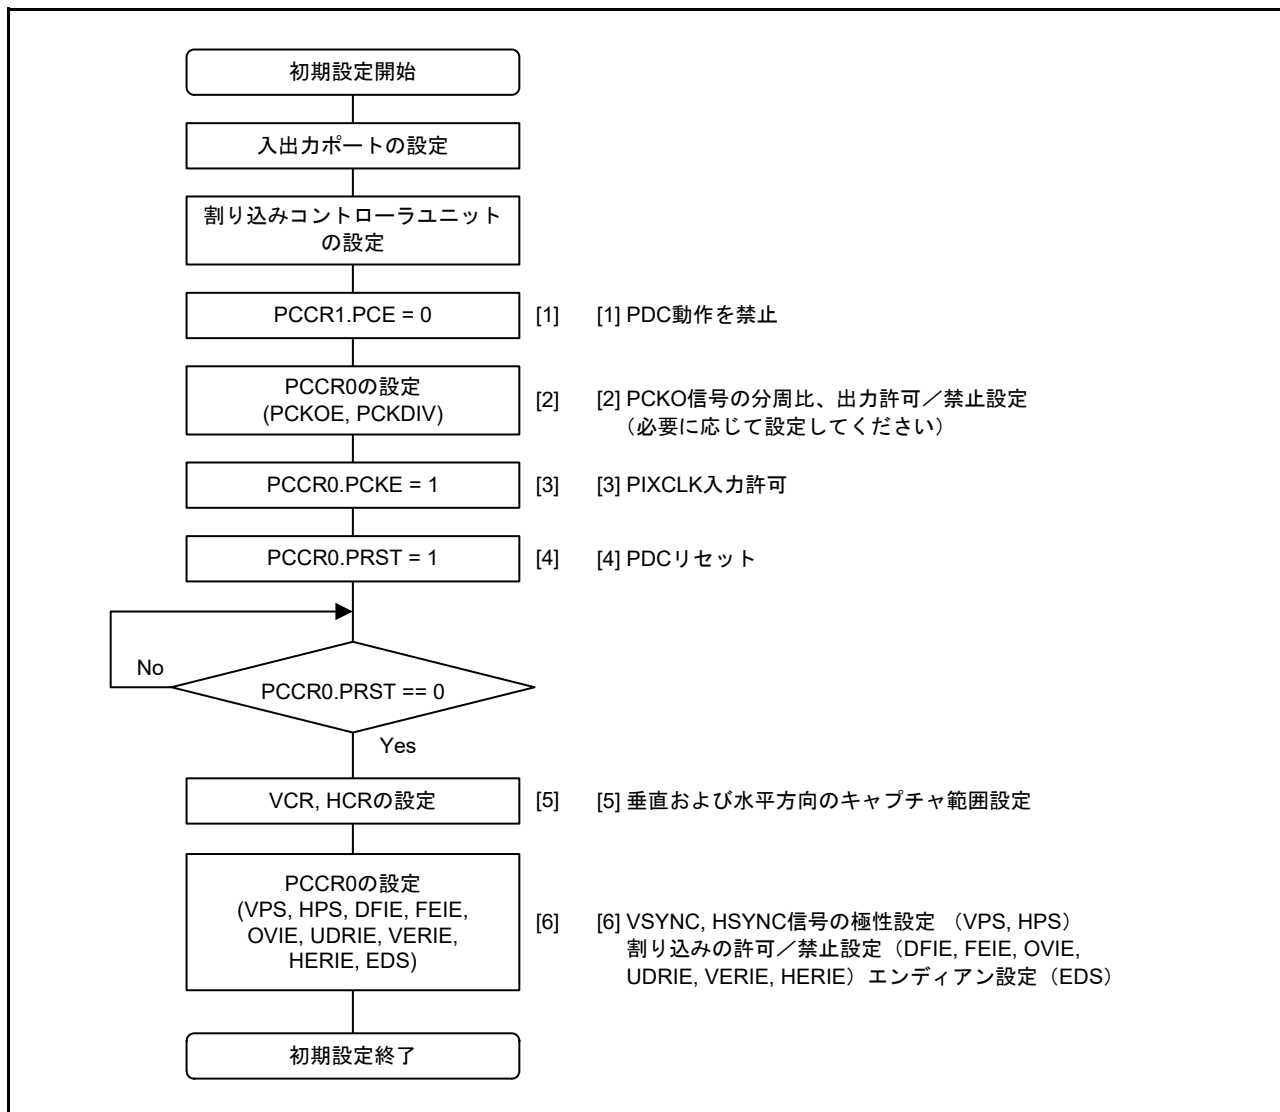 初期設定開始
入出力ポートの設定
割り込みコントローラユニット
の設定
PCCR1.PCE = 0
[1]
[1] PDC動作を禁止
PCCR0の設定
(PCKOE, PCKDIV)
[2]
[2] PCKO信号の分周比、出力許可／禁止設定
（必要に応じて設定してください）
PCCR0.PCKE = 1
[3]
[3] PIXCLK入力許可
PCCR0.PRST = 1
[4]
[4] PDCリセット
No
PCCR0.PRST == 0
Yes
VCR, HCRの設定
[5]
[5] 垂直および水平方向のキャプチャ範囲設定
PCCR0の設定
(VPS, HPS, DFIE, FEIE,
OVIE, UDRIE, VERIE,
HERIE, EDS)
[6]
[6] VSYNC, HSYNC信号の極性設定 （VPS, HPS）
割り込みの許可／禁止設定（DFIE, FEIE, OVIE,
UDRIE, VERIE, HERIE）エンディアン設定（EDS）
初期設定終了